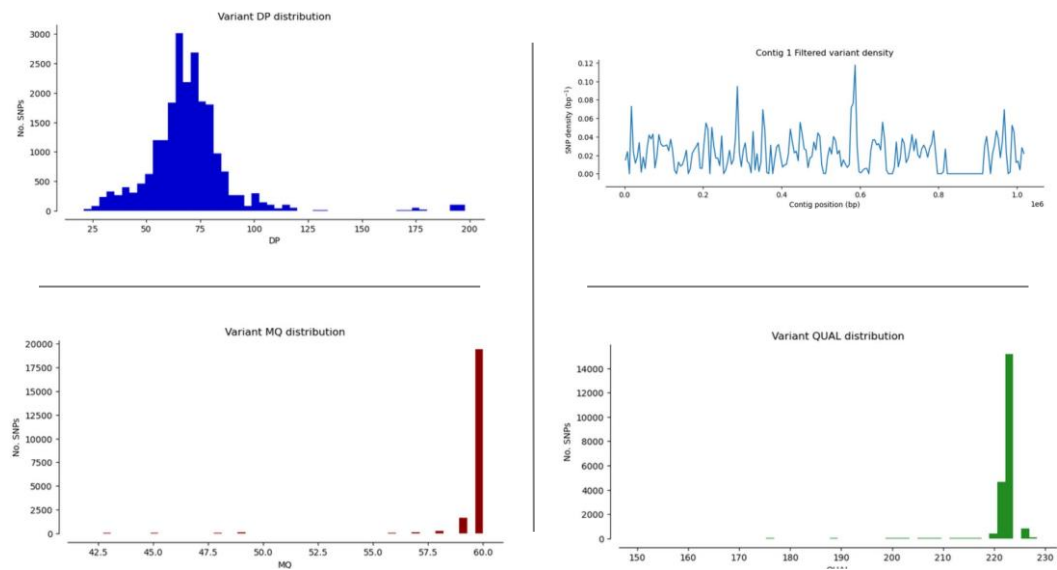 Variant DP distribution
3000
2500
2000
1500
1000
500
0
No. SNPs
25 50 75 100 125 150 175 200
DP
Contig 1 Filtered variant density
0.12
0.10
0.08
0.06
0.04
0.02
0.00
SNP density (bp⁻¹)
0.0 0.2 0.4 0.6 0.8 1.0
1e6
Contig position (bp)
Variant MQ distribution
20000
17500
15000
12500
10000
7500
5000
2500
0
No. SNPs
42.5 45.0 47.5 50.0 52.5 55.0 57.5 60.0
MQ
Variant QUAL distribution
14000
12000
10000
8000
6000
4000
2000
0
No. SNPs
150 160 170 180 190 200 210 220 230